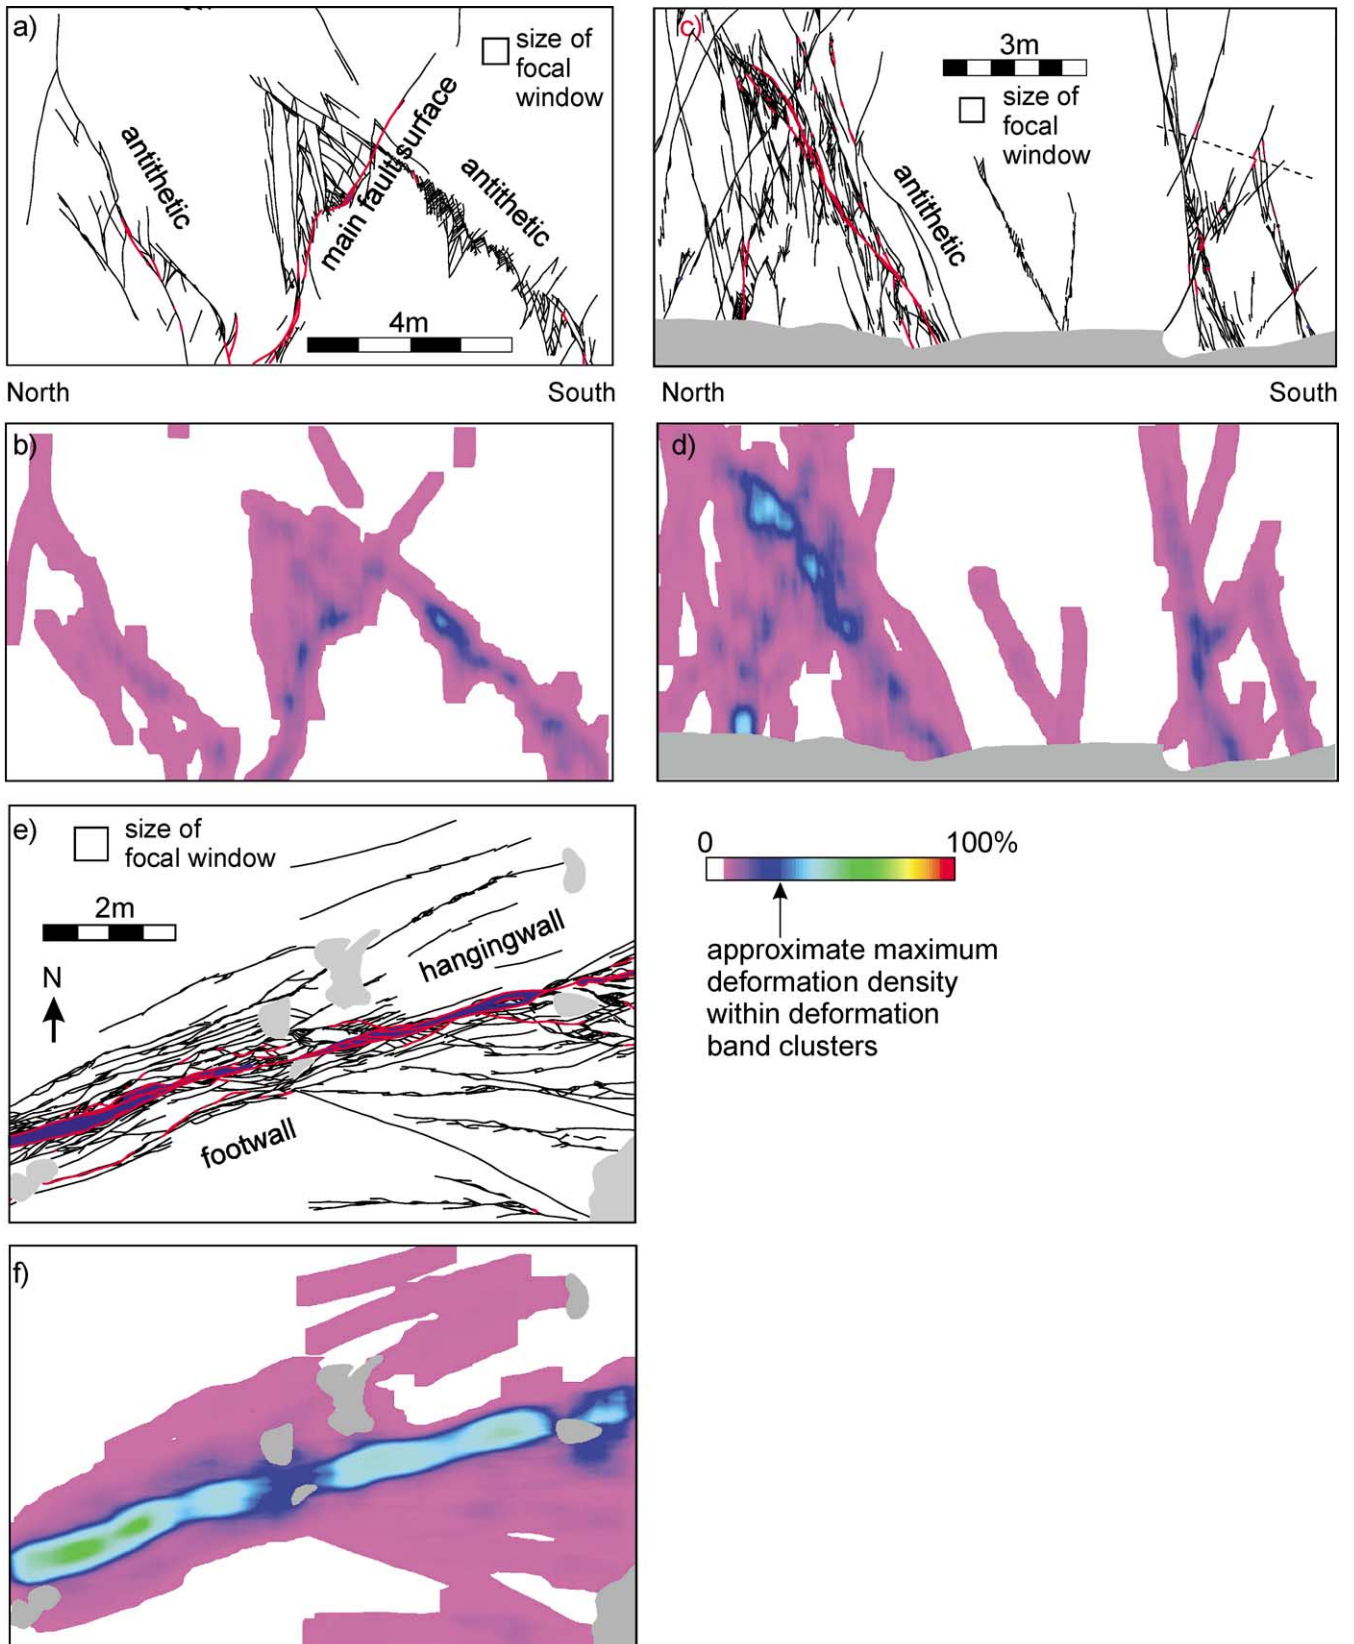 a)
size of
focal
window
antithetic
main fault surface
antithetic
4m
North
South
c)
3m
size of
focal
window
antithetic
North
South
b)
d)
e)
size of
focal window
2m
N
hangingwall
footwall
0
100%
approximate maximum
deformation density
within deformation
band clusters
f)